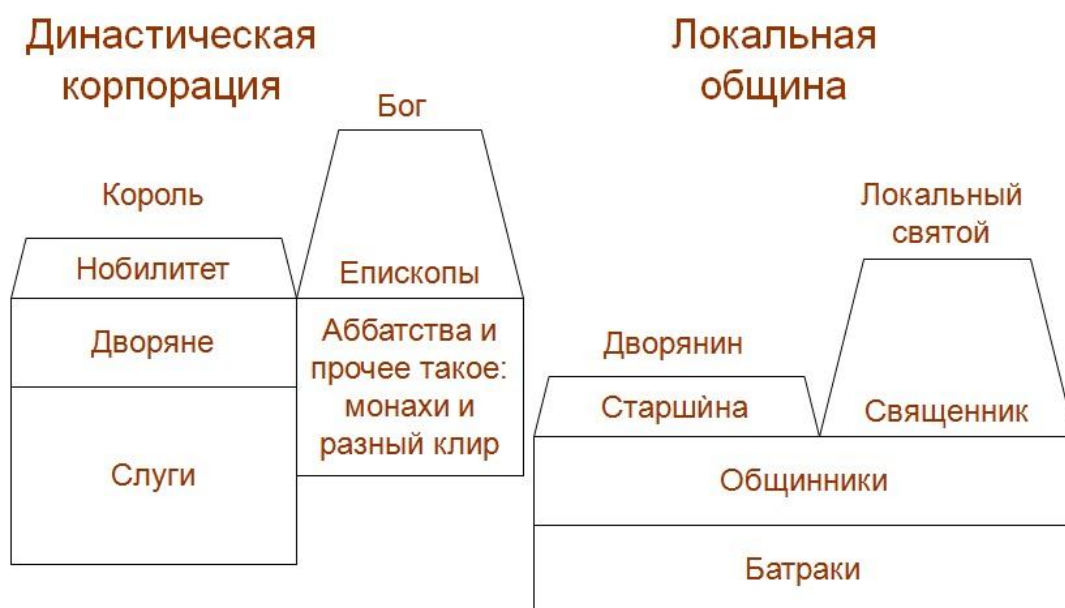 Династическая
корпорация
Бог
Король
Нобилитет
Епископы
Дворяне
Аббатства и
прочее такое:
монахи и
разный клир
Слуги
Локальная
община
Локальный
святой
Дворянин
Старшѝна
Священник
Общинники
Батраки